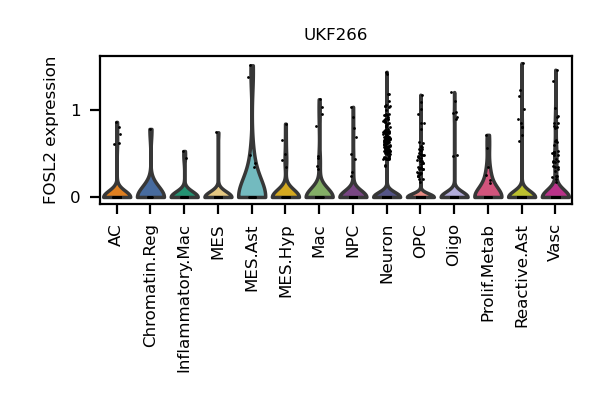 UKF266
FOSL2 expression
1
0
AC
Chromatin.Reg
Inflammatory.Mac
MES
MES.Ast
MES.Hyp
Mac
NPC
Neuron
OPC
Oligo
Prolif.Metab
Reactive.Ast
Vasc